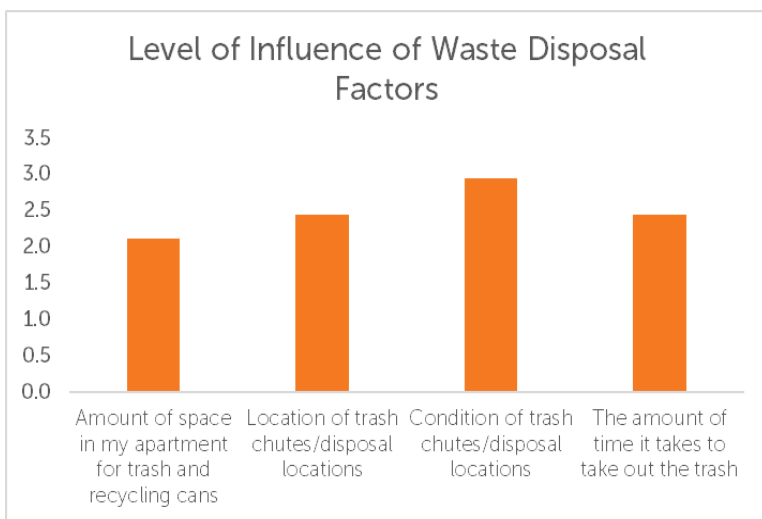 Level of Influence of Waste Disposal
Factors
3.5
3.0
2.5
2.0
1.5
1.0
0.5
0.0
Amount of space
in my apartment
for trash and
recycling cans
Location of trash
chutes/disposal
locations
Condition of trash
chutes/disposal
locations
The amount of
time it takes to
take out the trash